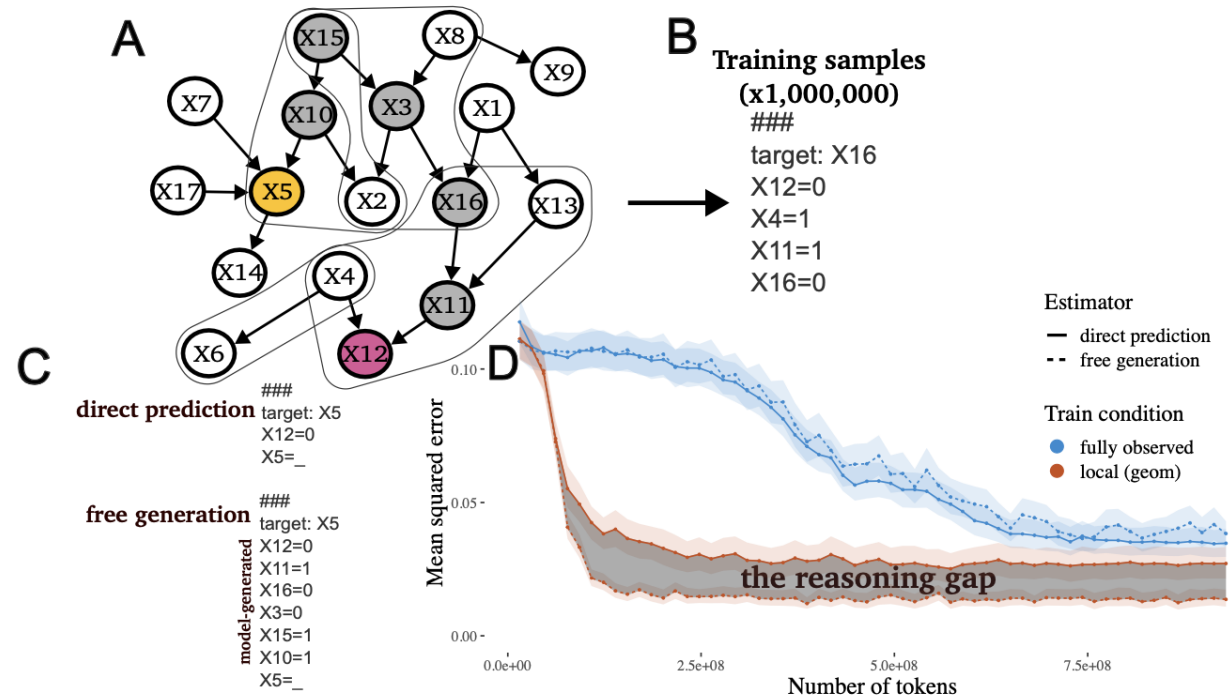 A
X15
X8
X9
X7
X10
X3
X1
X17
X5
X2
X16
X13
X14
X4
X11
X6
X12
B
Training samples
(x1,000,000)
###
target: X16
X12=0
X4=1
X11=1
X16=0
C
direct prediction
###
target: X5
X12=0
X5=_
free generation
###
target: X5
model-generated
X12=0
X11=1
X16=0
X3=0
X15=1
X10=1
X5=_
D
Mean squared error
0.10
0.05
0.00
the reasoning gap
0.0e+00
2.5e+08
5.0e+08
7.5e+08
Number of tokens
Estimator
direct prediction
free generation
Train condition
fully observed
local (geom)